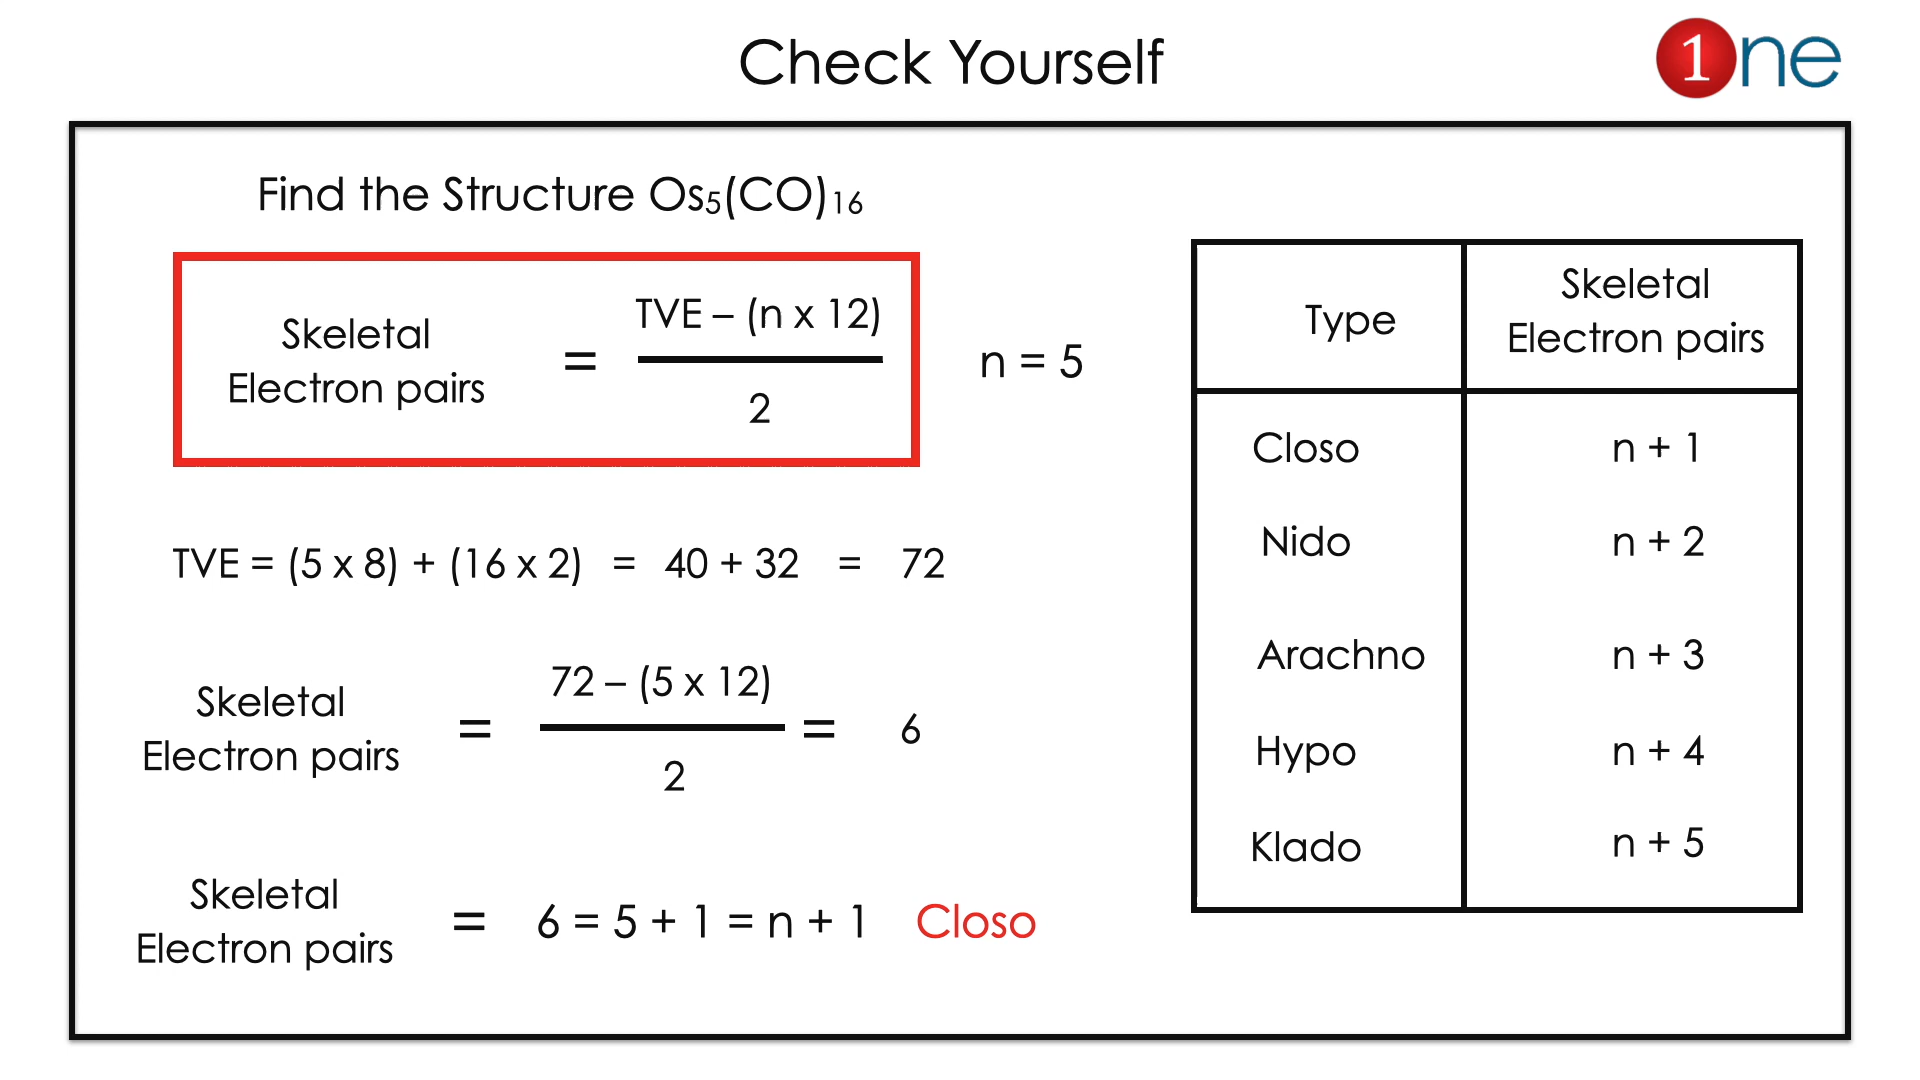 Check Yourself
1ne
Find the Structure Os₅(CO)₁₆
Skeletal
Electron pairs
=
TVE – (n x 12)
2
n = 5
TVE = (5 x 8) + (16 x 2) = 40 + 32 = 72
Skeletal
Electron pairs
=
72 – (5 x 12)
2
= 6
Skeletal
Electron pairs
= 6 = 5 + 1 = n + 1 Closo
Type
Skeletal
Electron pairs
Closo n + 1
Nido n + 2
Arachno n + 3
Hypo n + 4
Klado n + 5